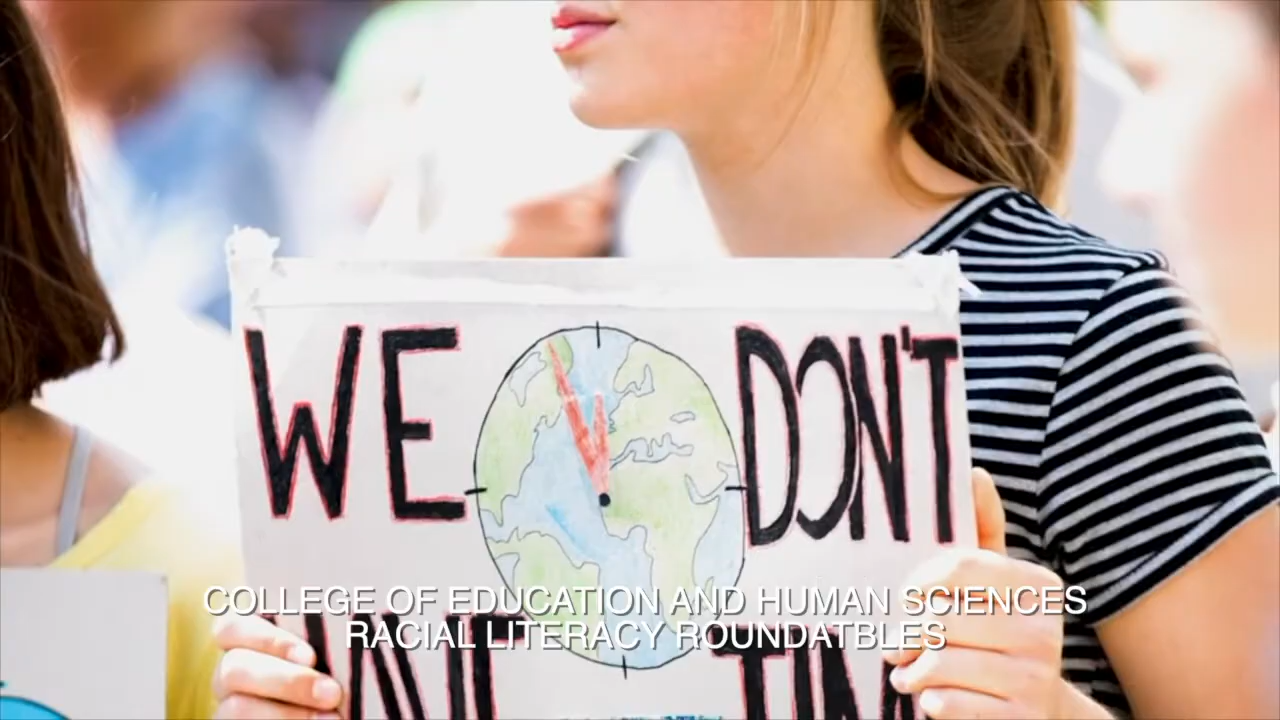 WE DON'T
COLLEGE OF EDUCATION AND HUMAN SCIENCES
RACIAL LITERACY ROUNDATBLES